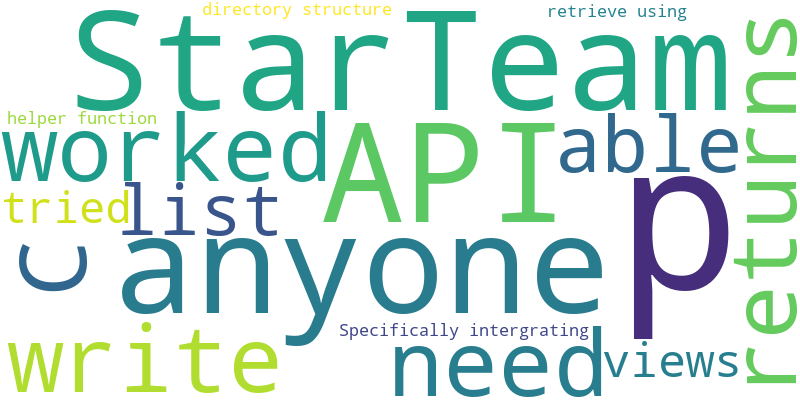 directory structure
retrieve using
StarTeam
returns
helper function
worked
API
able
tried
list
p
C
anyone
Specifically intergrating
write
need
views